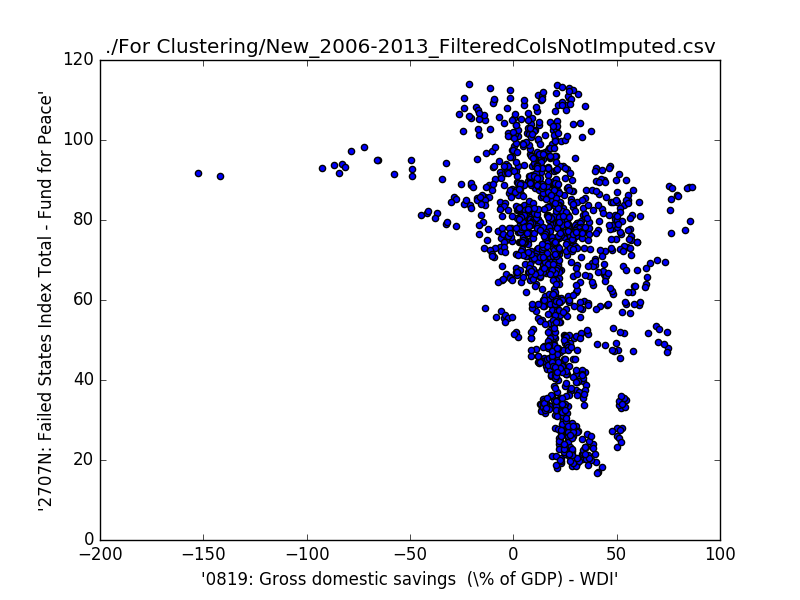 ./For Clustering/New_2006-2013_FilteredColsNotImputed.csv
120
100
80
60
40
20
0
'2707N: Failed States Index Total - Fund for Peace'
−200 −150 −100 −50 0 50 100
'0819: Gross domestic savings  (\% of GDP) - WDI'